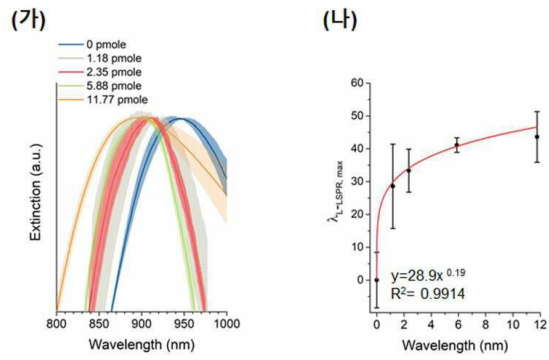 (가)
(나)
0 pmole
1.18 pmole
2.35 pmole
5.88 pmole
11.77 pmole
Extinction (a.u.)
800 850 900 950 1000
Wavelength (nm)
λL-LSPR, max
60
50
40
30
20
10
0
-10
y=28.9x 0.19
R²= 0.9914
0 2 4 6 8 10 12
Wavelength (nm)